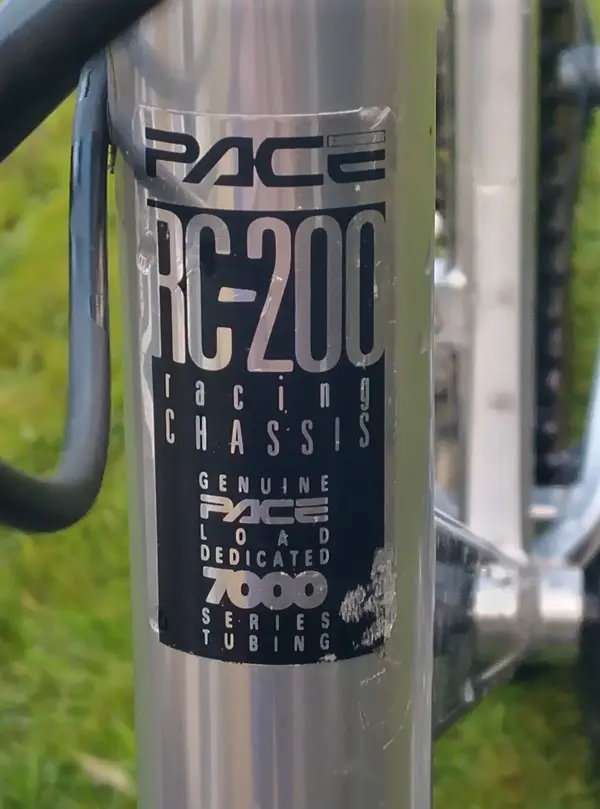 PACE
RC-200
racing
CHASSIS
GENUINE
PACE
LOAD
DEDICATED
7000
SERIES
TUBING